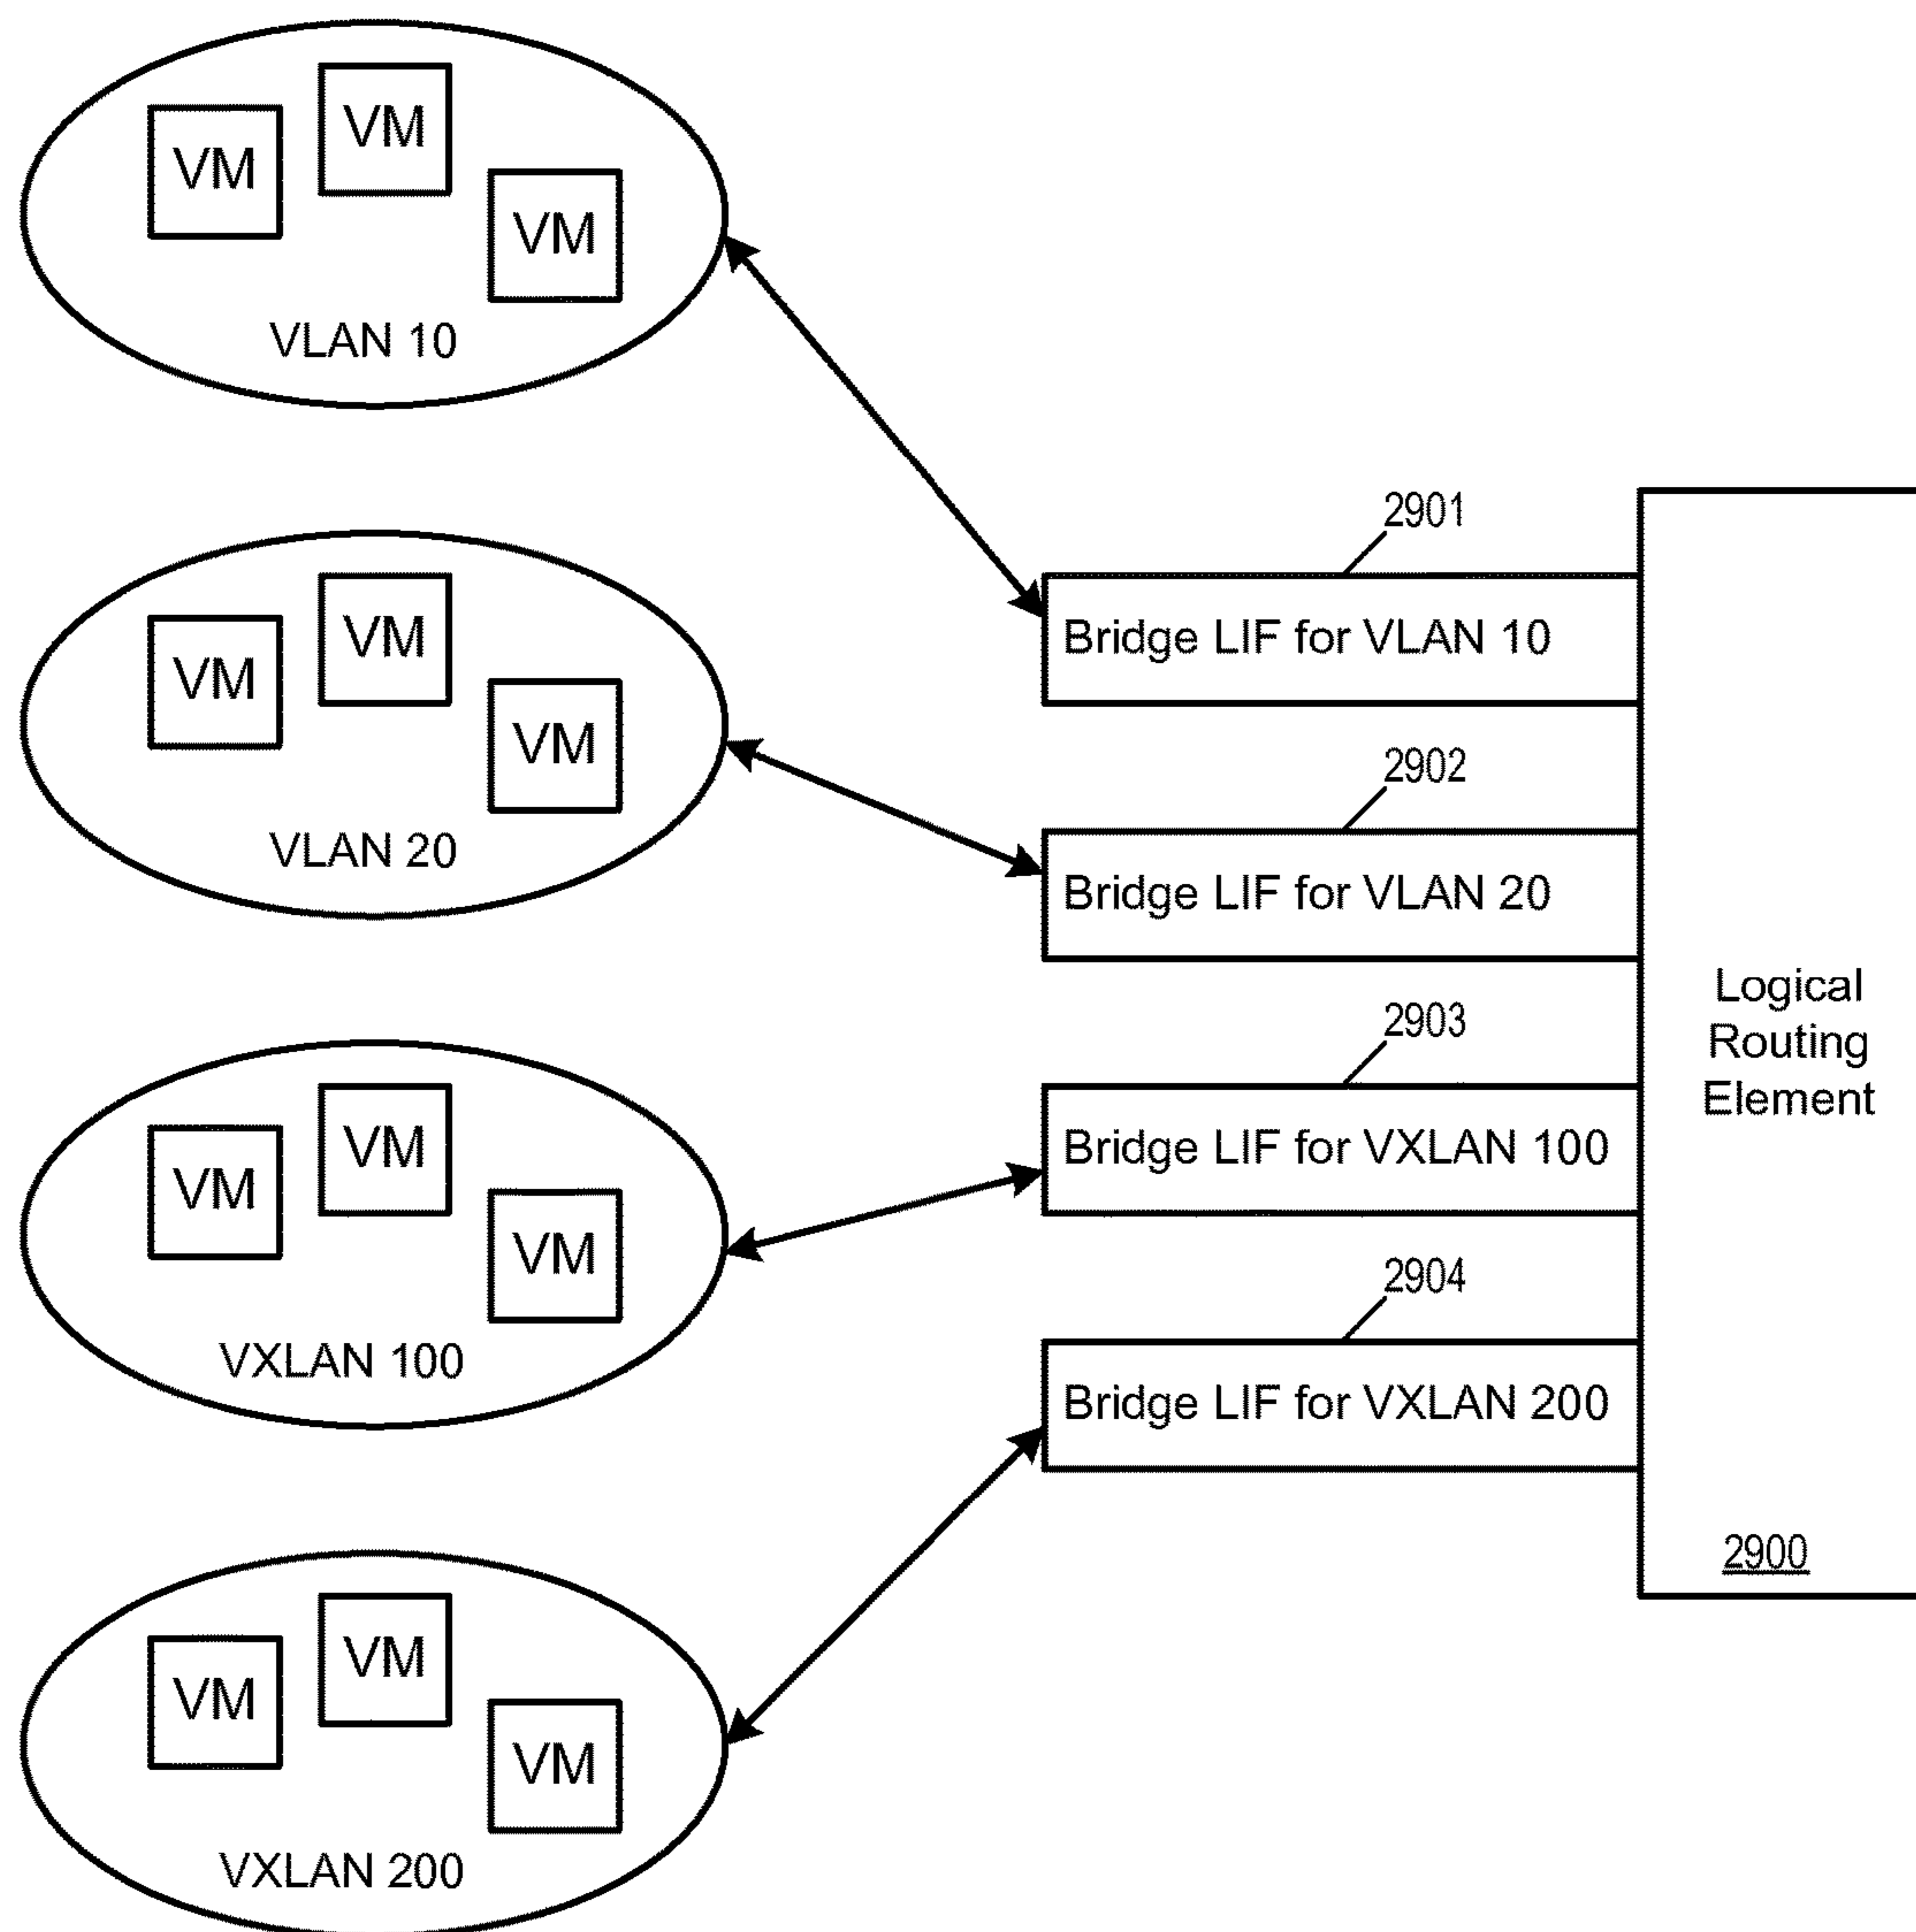 VM
VM
VM
VLAN 10
VM
VM
VM
VLAN 20
VM
VM
VM
VXLAN 100
VM
VM
VM
VXLAN 200
2901
Bridge LIF for VLAN 10
2902
Bridge LIF for VLAN 20
2903
Bridge LIF for VXLAN 100
2904
Bridge LIF for VXLAN 200
Logical
Routing
Element
2900